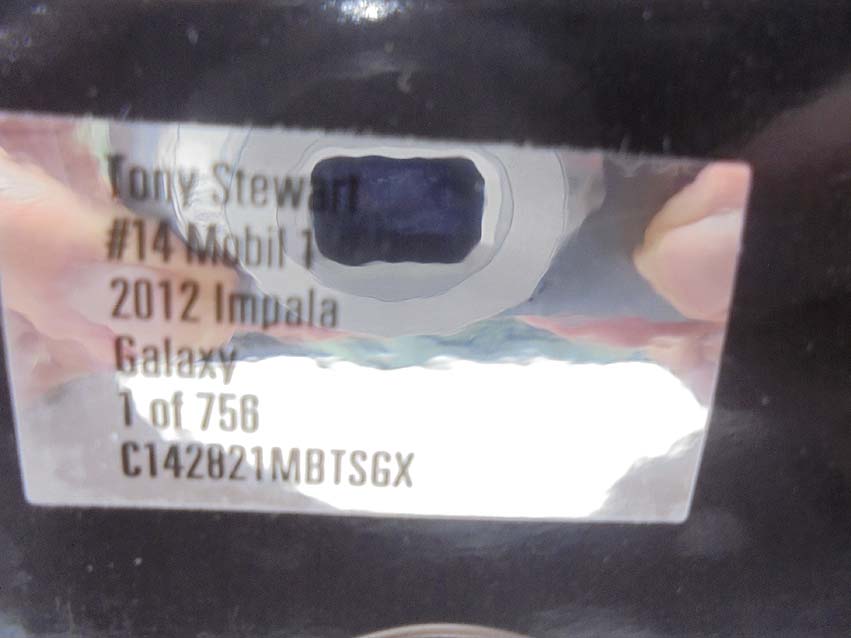 Tony Stewart
#14 Mobil 1
2012 Impala
Galaxy
1 of 756
C142821MBTSGX